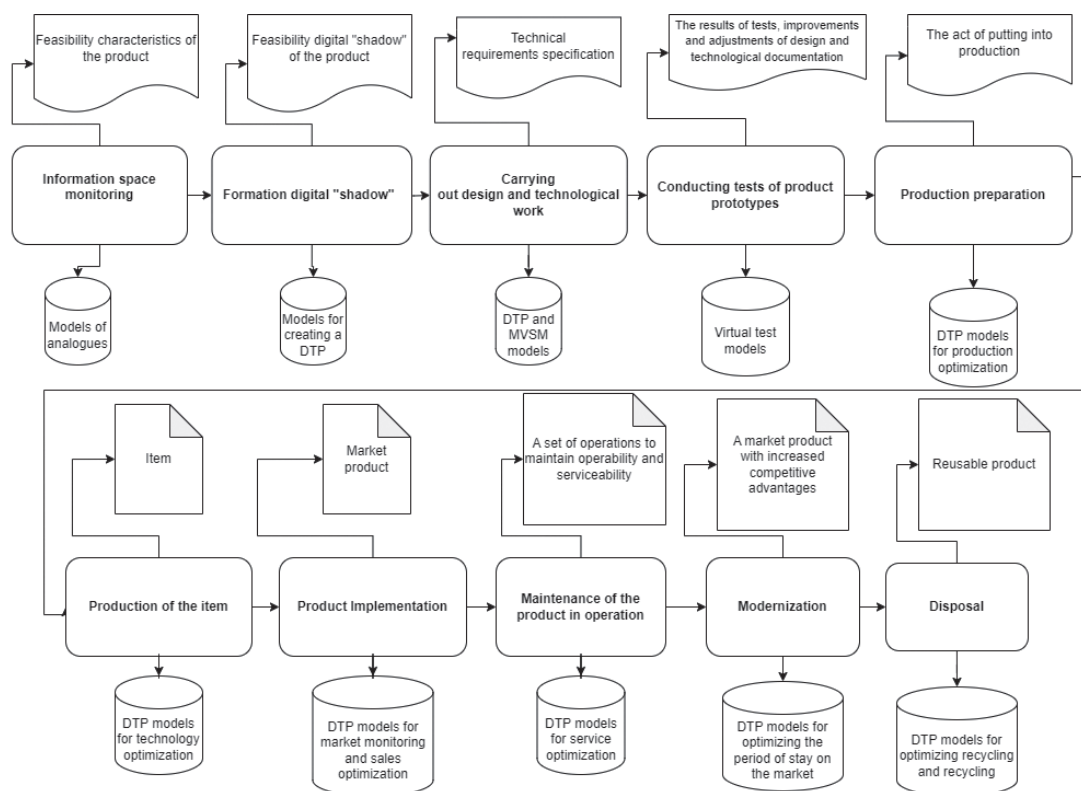 Feasibility characteristics of
the product
Feasibility digital "shadow"
of the product
Technical
requirements specification
The results of tests, improvements
and adjustments of design and
technological documentation
The act of putting into
production
Information space
monitoring
Formation digital "shadow"
Carrying
out design and technological
work
Conducting tests of product
prototypes
Production preparation
Models of
analogues
Models for
creating a
DTP
DTP and
MVSM
models
Virtual test
models
DTP models
for production
optimization
Item
Market
product
A set of operations to
maintain operability and
serviceability
A market product
with increased
competitive
advantages
Reusable product
Production of the item
Product Implementation
Maintenance of the
product in operation
Modernization
Disposal
DTP models
for technology
optimization
DTP models for
market monitoring
and sales
optimization
DTP models
for service
optimization
DTP models for
optimizing the
period of stay on
the market
DTP models for
optimizing recycling
and recycling